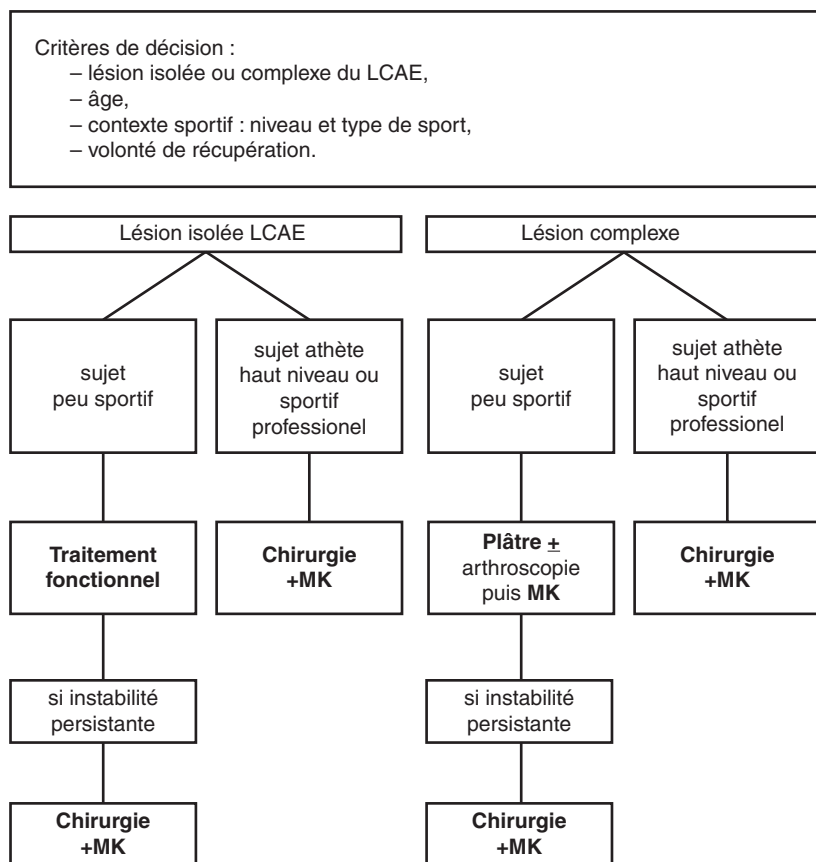 Critères de décision :
– lésion isolée ou complexe du LCAE,
– âge,
– contexte sportif : niveau et type de sport,
– volonté de récupération.
Lésion isolée LCAE
Lésion complexe
sujet
peu sportif
sujet athète
haut niveau ou
sportif
professionel
sujet
peu sportif
sujet athète
haut niveau ou
sportif
professionel
Traitement
fonctionnel
Chirurgie
+MK
Plâtre ±
arthroscopie
puis MK
Chirurgie
+MK
si instabilité
persistante
si instabilité
persistante
Chirurgie
+MK
Chirurgie
+MK